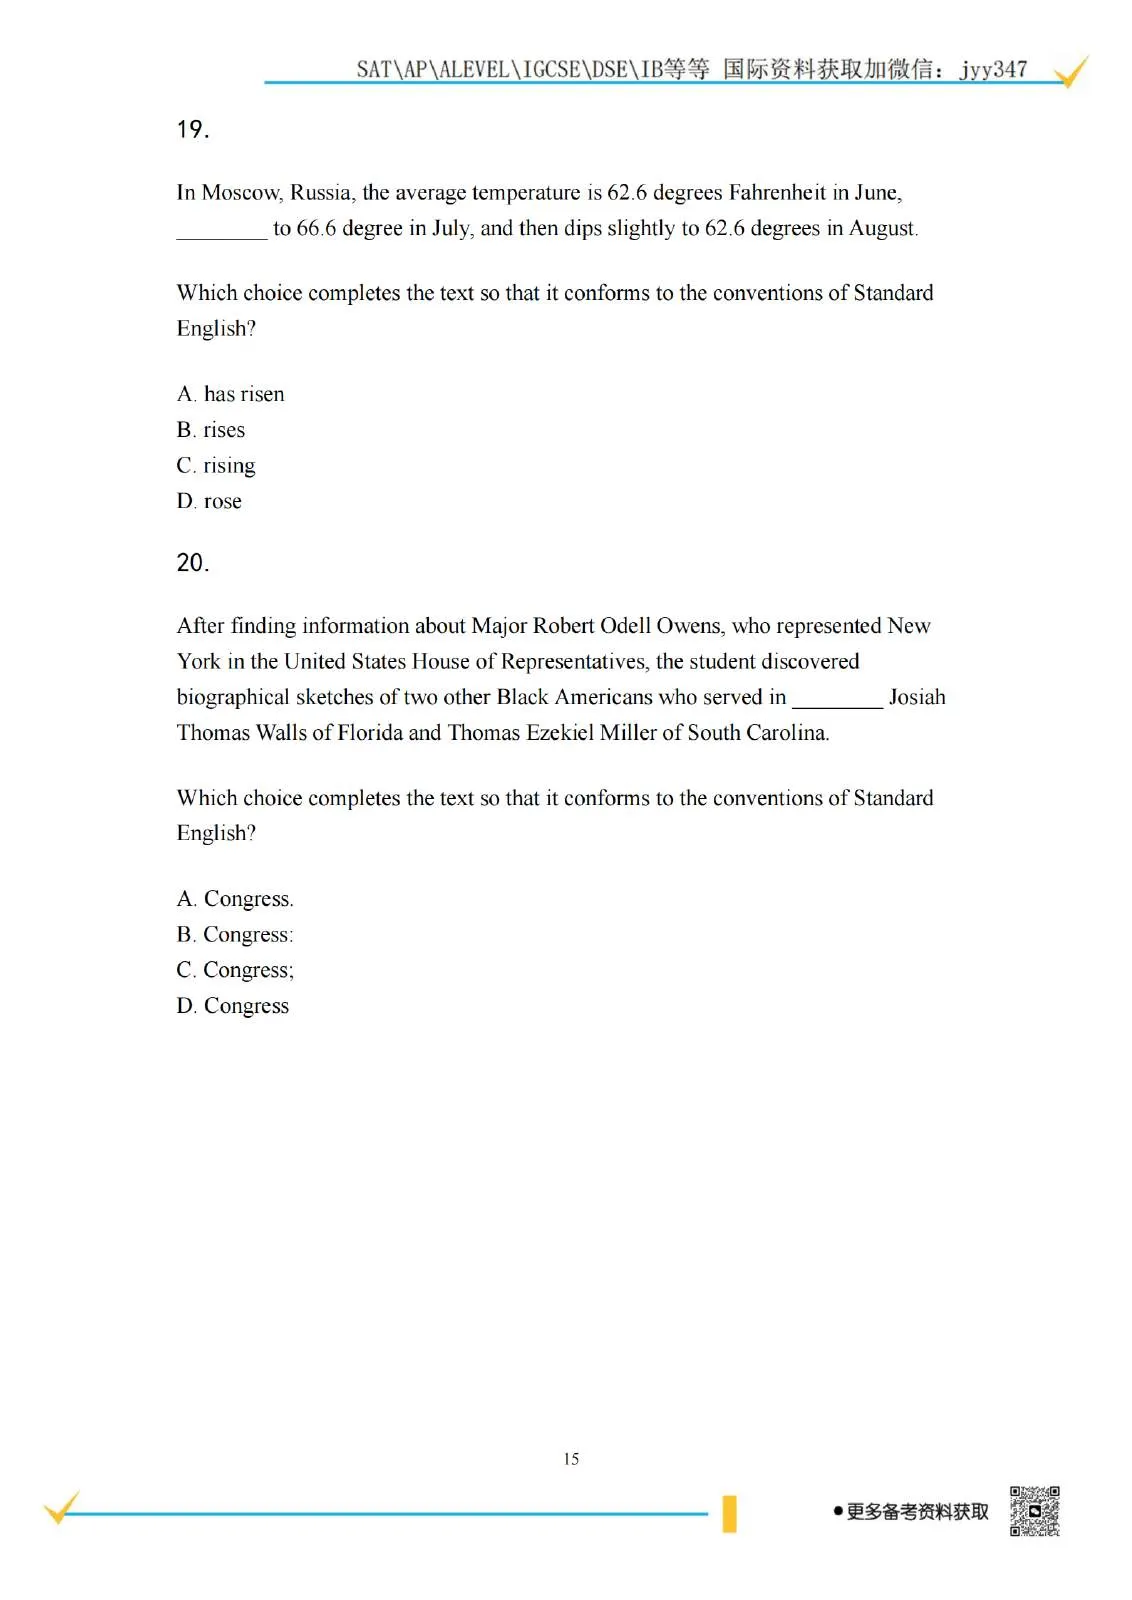 SAT\AP\ALEVEL\IGCSE\DSE\IB等等 国际资料获取加微信：jyy347
19.
In Moscow, Russia, the average temperature is 62.6 degrees Fahrenheit in June,
________ to 66.6 degree in July, and then dips slightly to 62.6 degrees in August.
Which choice completes the text so that it conforms to the conventions of Standard
English?
A. has risen
B. rises
C. rising
D. rose
20.
After finding information about Major Robert Odell Owens, who represented New
York in the United States House of Representatives, the student discovered
biographical sketches of two other Black Americans who served in ________ Josiah
Thomas Walls of Florida and Thomas Ezekiel Miller of South Carolina.
Which choice completes the text so that it conforms to the conventions of Standard
English?
A. Congress.
B. Congress:
C. Congress;
D. Congress
15
●更多备考资料获取